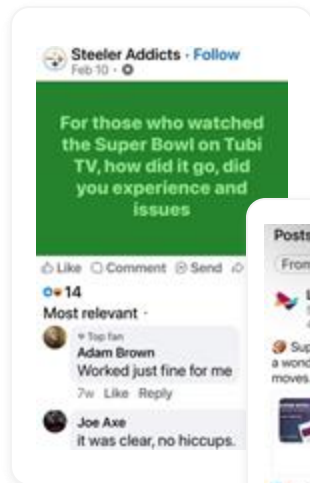 Steeler Addicts · Follow
Feb 10 ·
For those who watched
the Super Bowl on Tubi
TV, how did it go, did
you experience and
issues
Like Comment Send
14
Most relevant ·
Top fan
Adam Brown
Worked just fine for me
7w Like Reply
Joe Axe
it was clear, no hiccups.
Posts
From
Sup
a wond
moves.